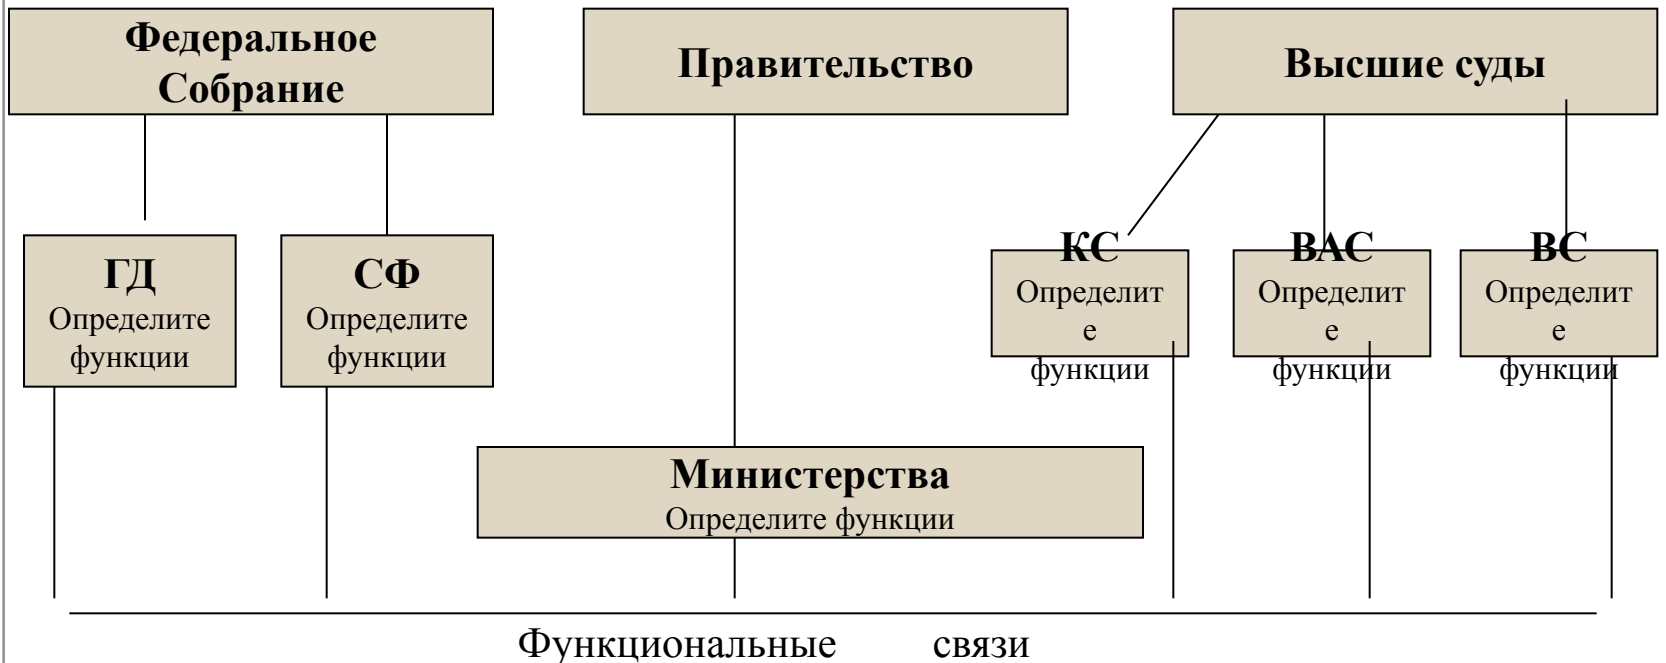 Федеральное
Собрание
Правительство
Высшие суды
ГД
Определите
функции
СФ
Определите
функции
КС
Определит
е
функции
ВАС
Определит
е
функции
ВС
Определит
е
функции
Министерства
Определите функции
Функциональные связи